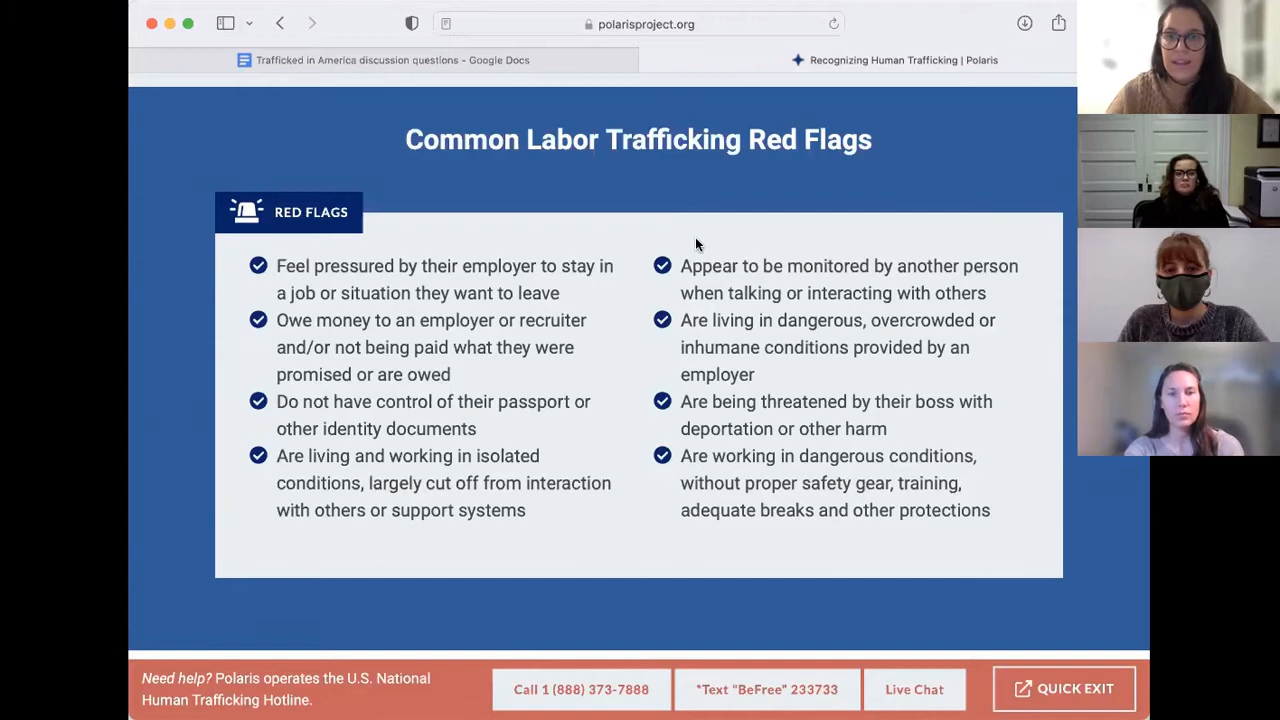 polarisproject.org
Trafficked in America discussion questions - Google Docs
Recognizing Human Trafficking | Polaris
Common Labor Trafficking Red Flags
RED FLAGS
Feel pressured by their employer to stay in
a job or situation they want to leave
Owe money to an employer or recruiter
and/or not being paid what they were
promised or are owed
Do not have control of their passport or
other identity documents
Are living and working in isolated
conditions, largely cut off from interaction
with others or support systems
Appear to be monitored by another person
when talking or interacting with others
Are living in dangerous, overcrowded or
inhumane conditions provided by an
employer
Are being threatened by their boss with
deportation or other harm
Are working in dangerous conditions,
without proper safety gear, training,
adequate breaks and other protections
Need help? Polaris operates the U.S. National
Human Trafficking Hotline.
Call 1 (888) 373-7888
*Text "BeFree" 233733
Live Chat
QUICK EXIT